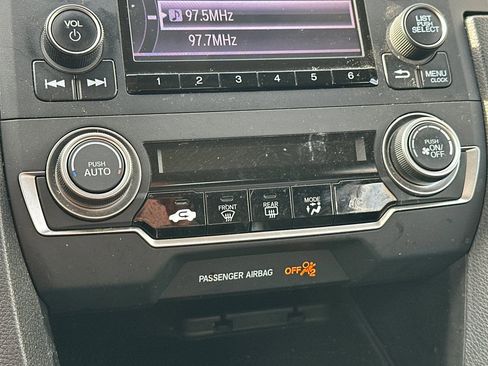 97.5MHz
97.7MHz
VOL
LIST
PUSH
SELECT
1 2 3 4 5 6
MENU
CLOCK
PUSH
AUTO
PUSH
ON/
OFF
FRONT
REAR
MODE
PASSENGER AIRBAG OFF 2